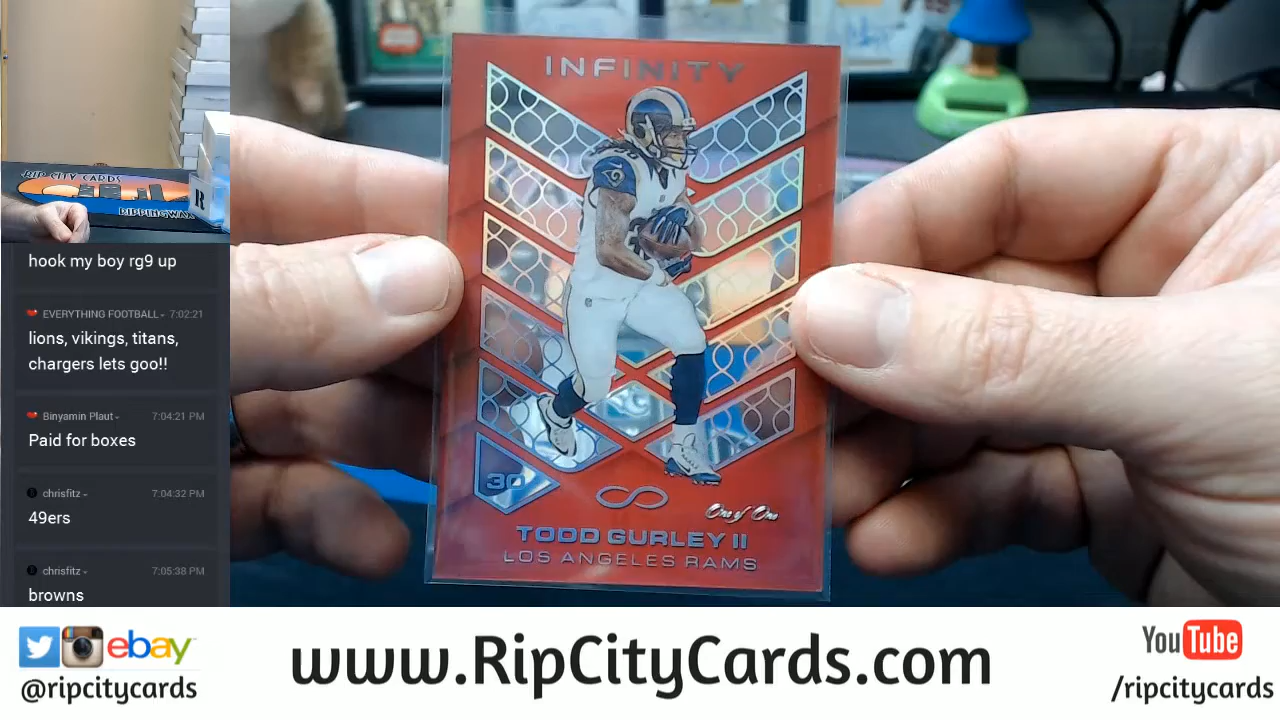 INFINITY
30
One of One
TODD GURLEY II
LOS ANGELES RAMS
RIP CITY CARDS
RIPPINGWAX
R
hook my boy rg9 up
EVERYTHING FOOTBALL 7:02:21
lions, vikings, titans,
chargers lets goo!!
Binyamin Plaut 7:04:21 PM
Paid for boxes
chrisfitz 7:04:32 PM
49ers
chrisfitz 7:05:38 PM
browns
ebay
@ripcitycards
www.RipCityCards.com
YouTube
/ripcitycards